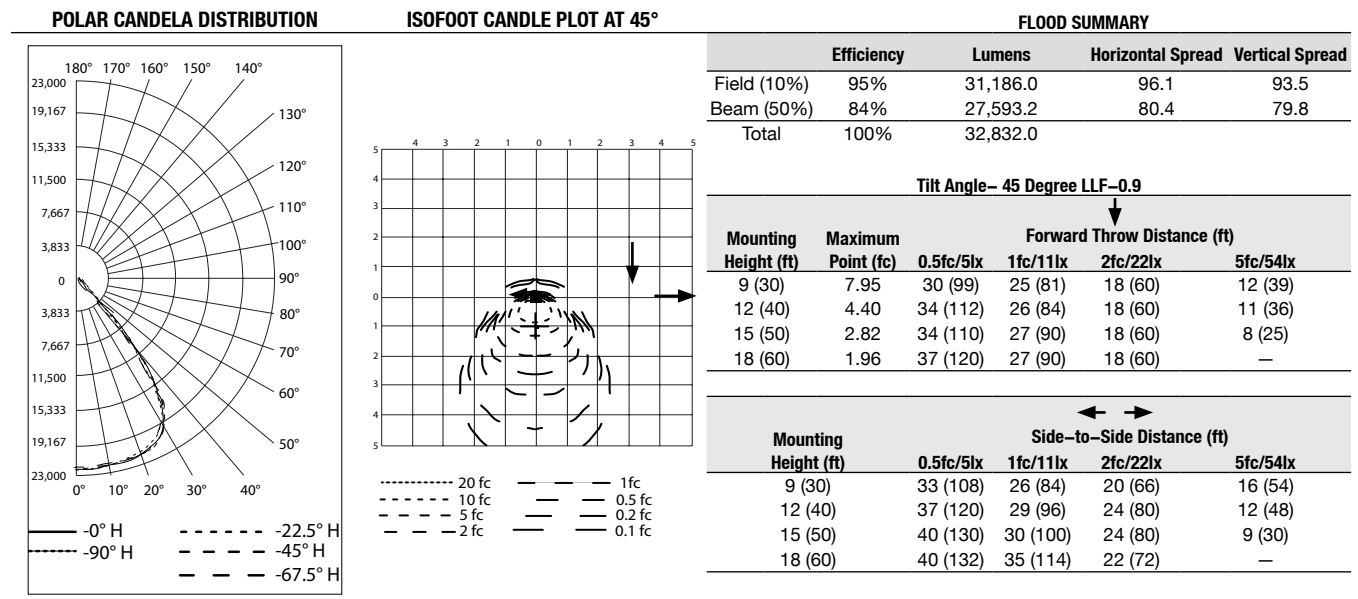 POLAR CANDELA DISTRIBUTION
180° 170° 160° 150° 140°
23,000
19,167
15,333
11,500
7,667
3,833
0
3,833
7,667
11,500
15,333
19,167
23,000
130°
120°
110°
100°
90°
80°
70°
60°
50°
0° 10° 20° 30° 40°
-0° H
-90° H
-22.5° H
-45° H
-67.5° H
ISOFOOT CANDLE PLOT AT 45°
5 4 3 2 1 0 1 2 3 4 5
4
3
2
1
0
1
2
3
4
5
20 fc
10 fc
5 fc
2 fc
1fc
0.5 fc
0.2 fc
0.1 fc
FLOOD SUMMARY
Efficiency Lumens Horizontal Spread Vertical Spread
Field (10%) 95% 31,186.0 96.1 93.5
Beam (50%) 84% 27,593.2 80.4 79.8
Total 100% 32,832.0
Tilt Angle– 45 Degree LLF–0.9
Mounting Height (ft) Maximum Point (fc) Forward Throw Distance (ft)
0.5fc/5lx 1fc/11lx 2fc/22lx 5fc/54lx
9 (30) 7.95 30 (99) 25 (81) 18 (60) 12 (39)
12 (40) 4.40 34 (112) 26 (84) 18 (60) 11 (36)
15 (50) 2.82 34 (110) 27 (90) 18 (60) 8 (25)
18 (60) 1.96 37 (120) 27 (90) 18 (60) —
Mounting Height (ft) Side–to–Side Distance (ft)
0.5fc/5lx 1fc/11lx 2fc/22lx 5fc/54lx
9 (30) 33 (108) 26 (84) 20 (66) 16 (54)
12 (40) 37 (120) 29 (96) 24 (80) 12 (48)
15 (50) 40 (130) 30 (100) 24 (80) 9 (30)
18 (60) 40 (132) 35 (114) 22 (72) —